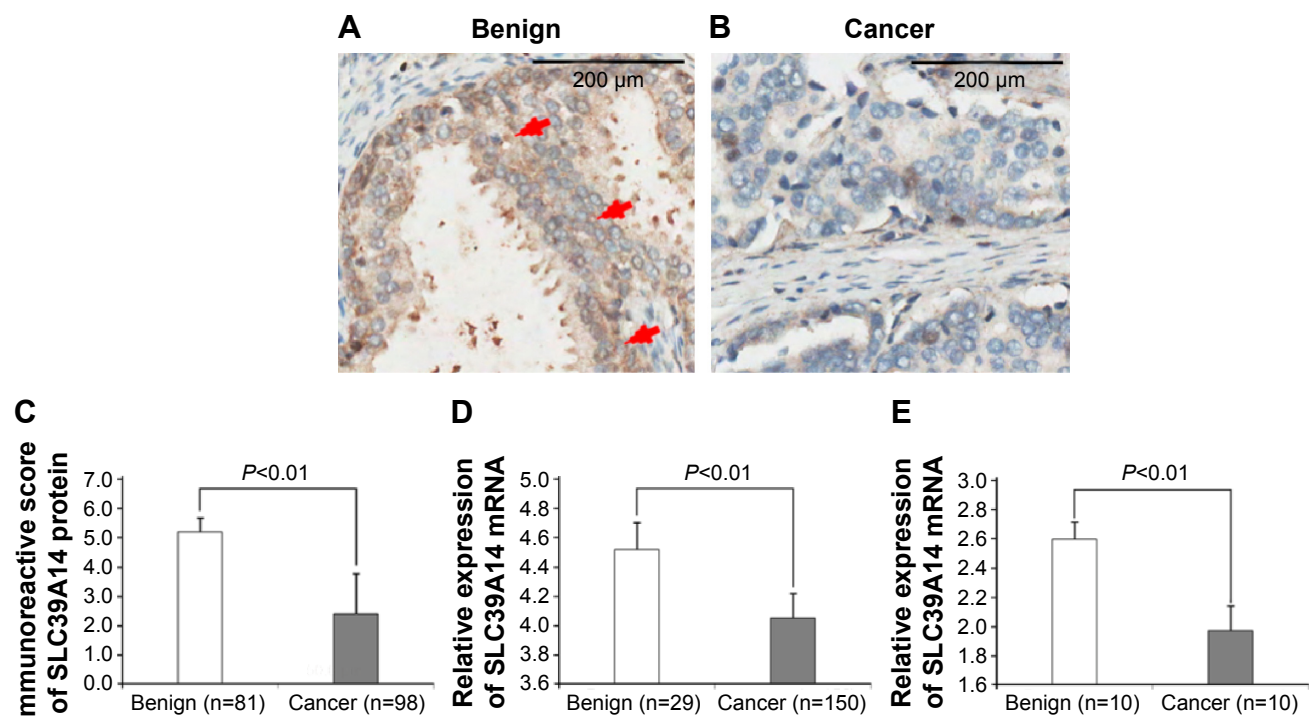 A Benign
B Cancer
200 µm
200 µm
C
D
E
mmunoreactive score
of SLC39A14 protein
7.0
6.0
5.0
4.0
3.0
2.0
1.0
0.0
P<0.01
Benign (n=81) Cancer (n=98)
Relative expression
of SLC39A14 mRNA
5.0
4.8
4.6
4.4
4.2
4.0
3.8
3.6
P<0.01
Benign (n=29) Cancer (n=150)
Relative expression
of SLC39A14 mRNA
3.0
2.8
2.6
2.4
2.2
2.0
1.8
1.6
P<0.01
Benign (n=10) Cancer (n=10)